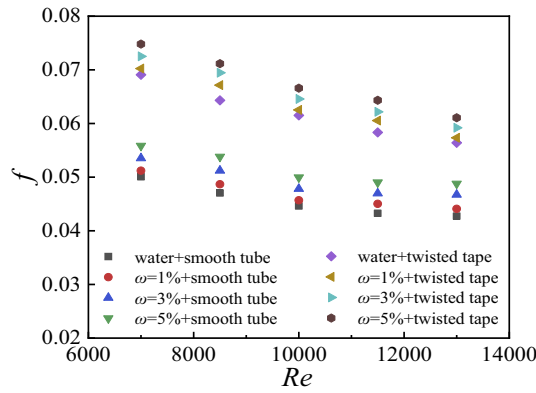 0.08
0.07
0.06
0.05
0.04
0.03
0.02
f
water+smooth tube
ω=1%+smooth tube
ω=3%+smooth tube
ω=5%+smooth tube
water+twisted tape
ω=1%+twisted tape
ω=3%+twisted tape
ω=5%+twisted tape
6000 8000 10000 12000 14000
Re